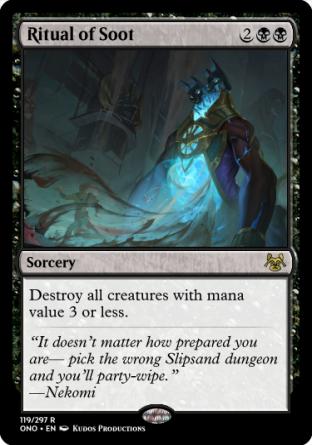 Ritual of Soot 2
Sorcery
Destroy all creatures with mana
value 3 or less.
“It doesn’t matter how prepared you
are— pick the wrong Slipsand dungeon
and you’ll party-wipe.”
—Nekomi
119/297 R
ONO • EN Kudos Productions